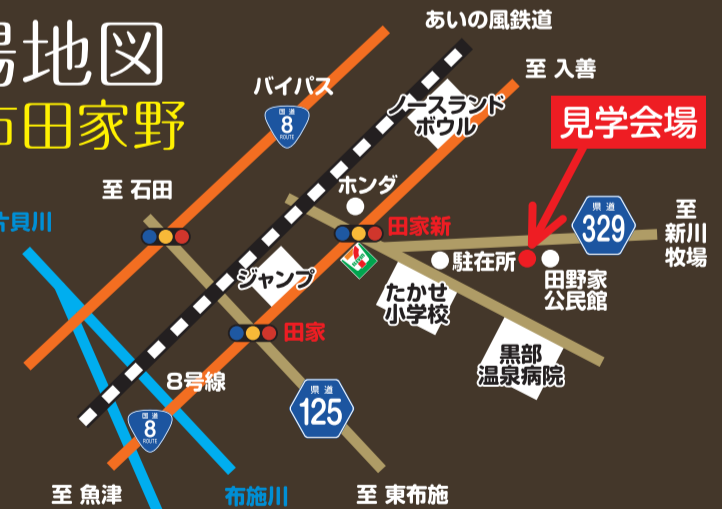 場地図
市田家野
あいの風鉄道
至 入善
バイパス
国道
8
ROUTE
ノースランド
ボウル
見学会場
至 石田
ホンダ
片貝川
田家新
県道
329
至
新川
牧場
駐在所
田野家
公民館
ジャンプ
たかせ
小学校
田家
黒部
温泉病院
8号線
県道
125
国道
8
ROUTE
至 魚津
布施川
至 東布施